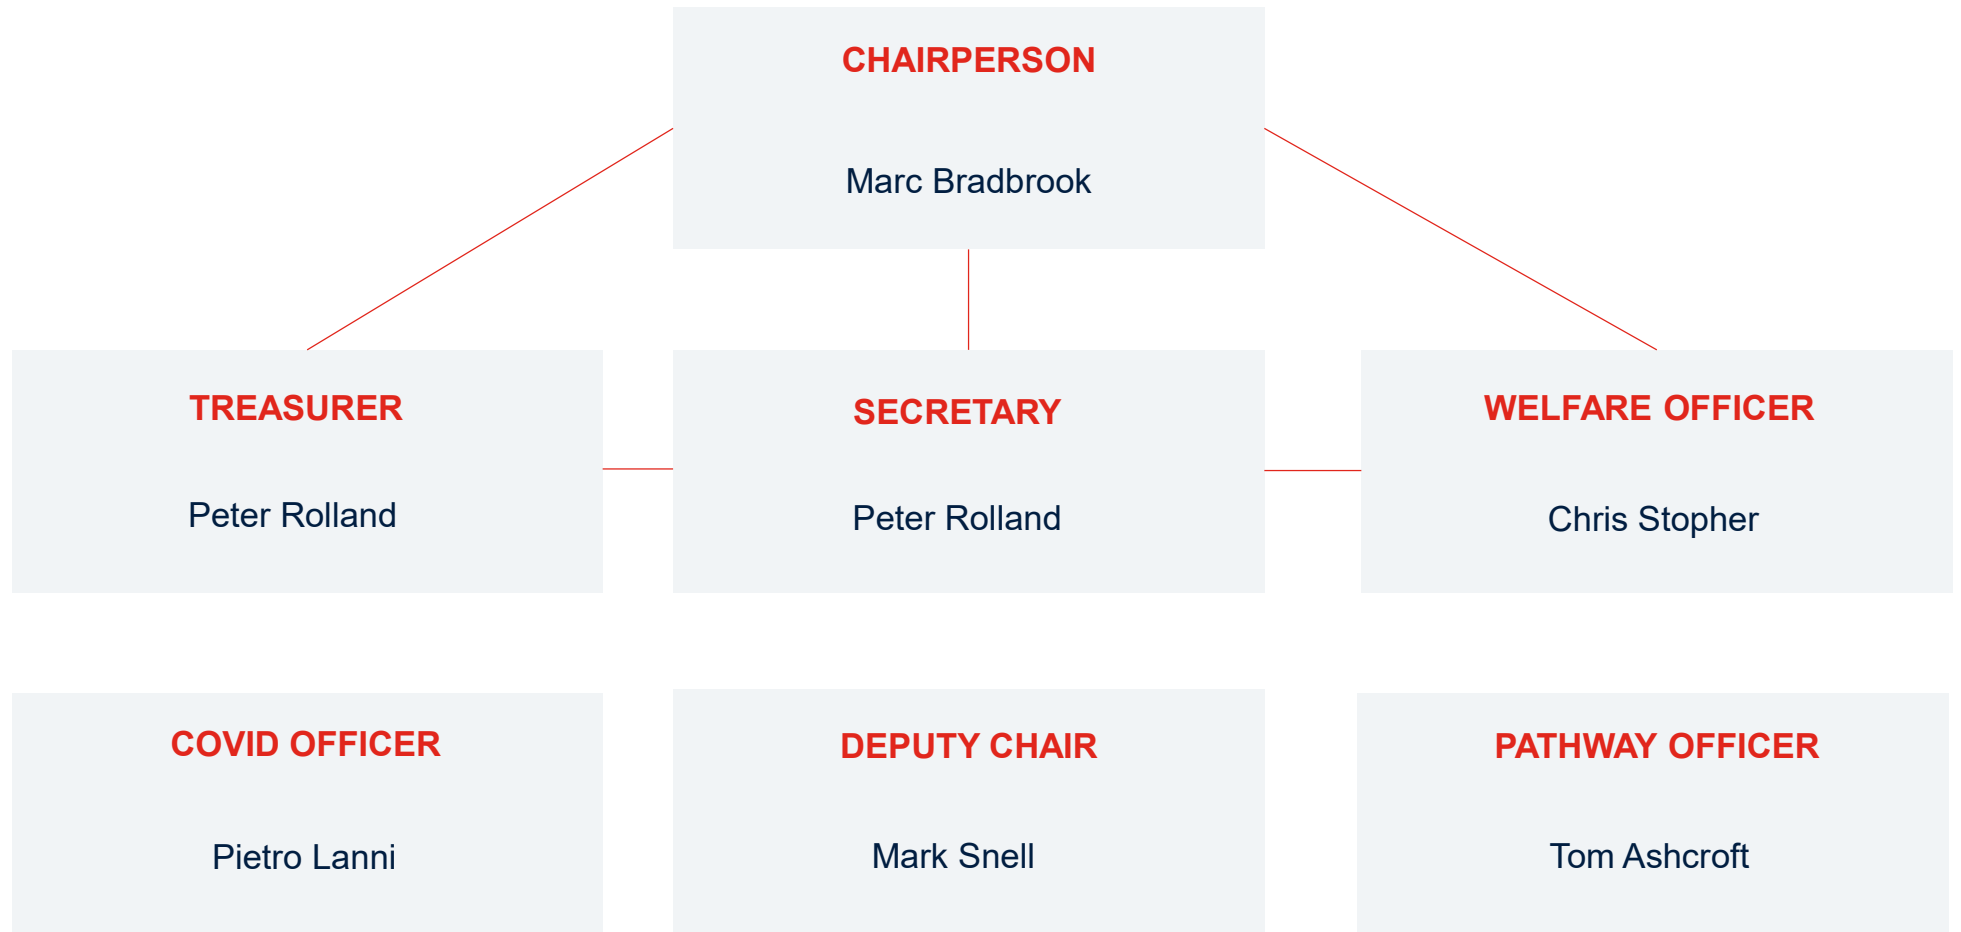 CHAIRPERSON
Marc Bradbrook
TREASURER
Peter Rolland
SECRETARY
Peter Rolland
WELFARE OFFICER
Chris Stopher
COVID OFFICER
Pietro Lanni
DEPUTY CHAIR
Mark Snell
PATHWAY OFFICER
Tom Ashcroft